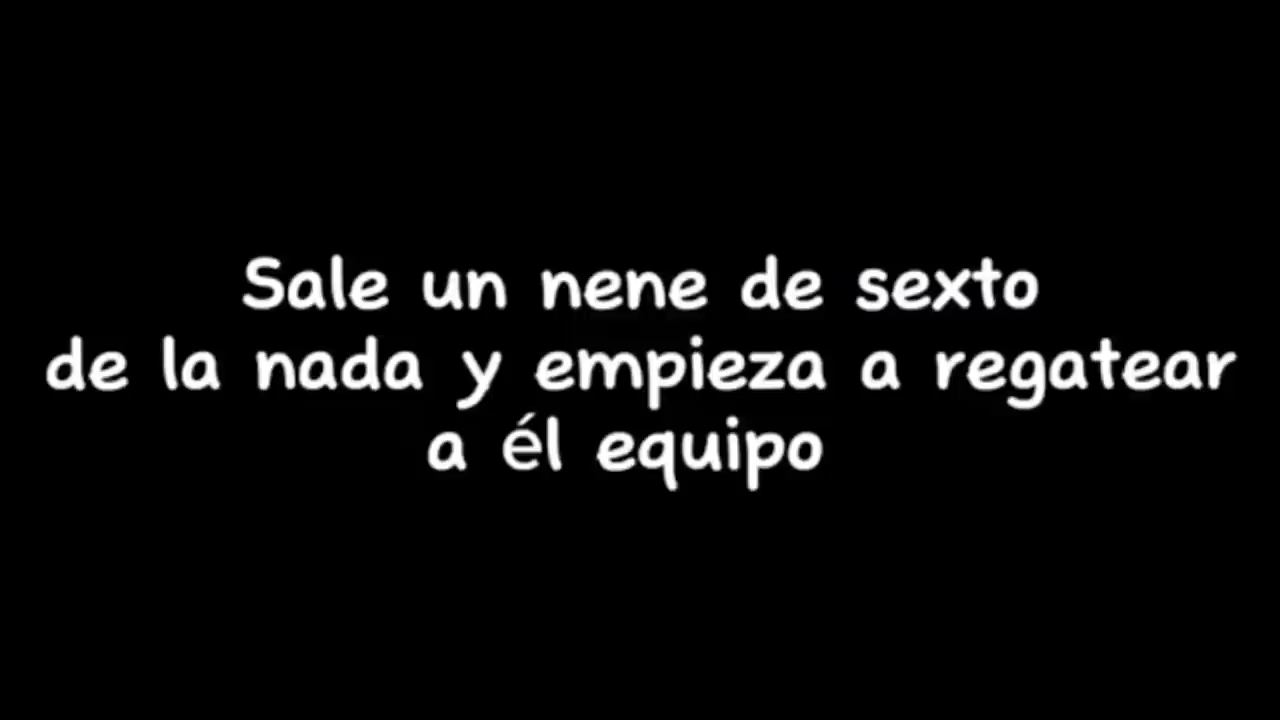 Sale un nene de sexto
de la nada y empieza a regatear
a él equipo